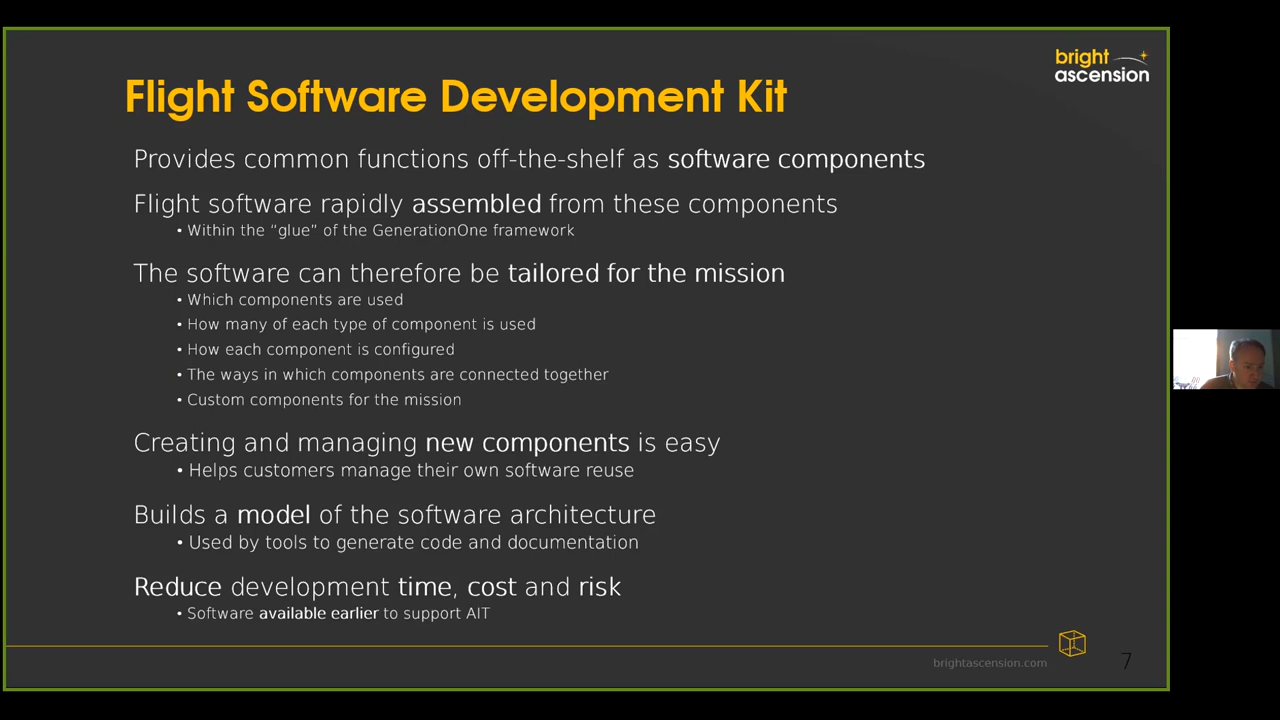 bright
ascension
Flight Software Development Kit
Provides common functions off-the-shelf as software components
Flight software rapidly assembled from these components
• Within the “glue” of the GenerationOne framework
The software can therefore be tailored for the mission
• Which components are used
• How many of each type of component is used
• How each component is configured
• The ways in which components are connected together
• Custom components for the mission
Creating and managing new components is easy
• Helps customers manage their own software reuse
Builds a model of the software architecture
• Used by tools to generate code and documentation
Reduce development time, cost and risk
• Software available earlier to support AIT
brightascension.com
7